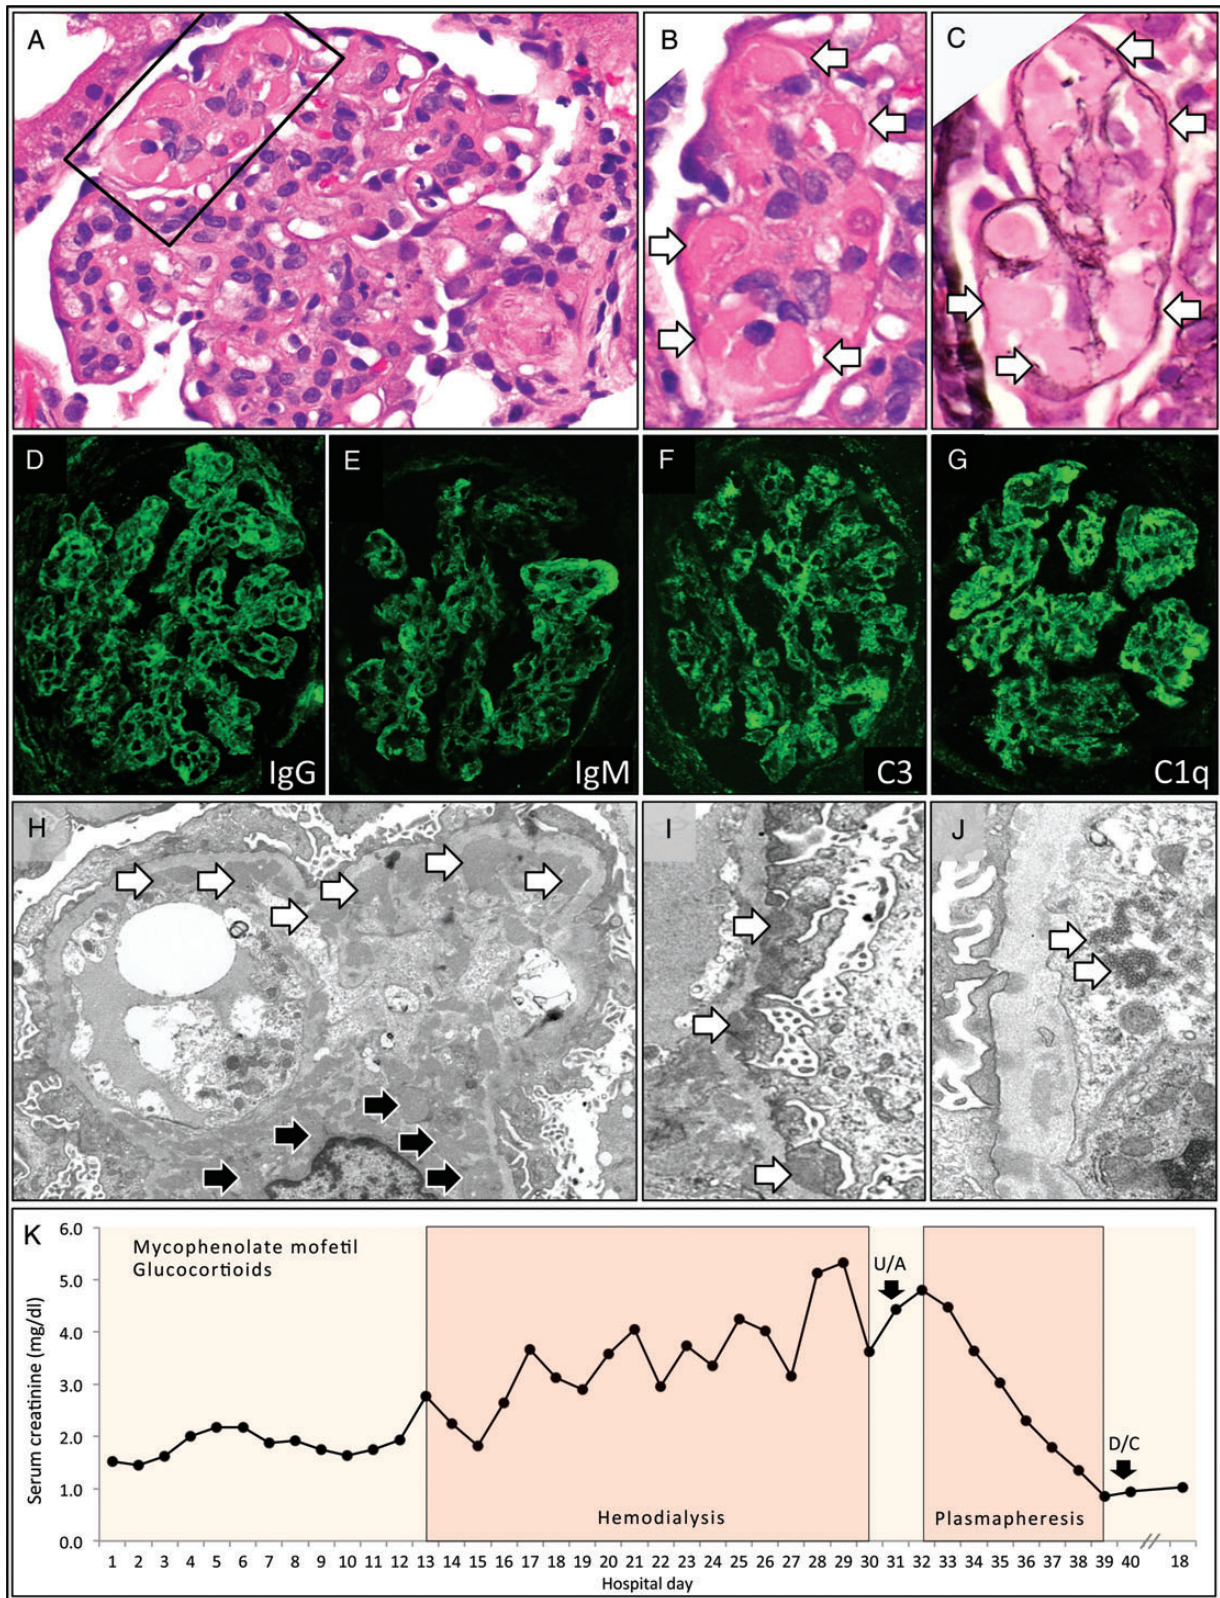 A
B
C
D
IgG
E
IgM
F
C3
G
C1q
H
I
J
K
6.0
5.0
4.0
3.0
2.0
1.0
0.0
Serum creatinine (mg/dl)
Mycophenolate mofetil
Glucocortioids
U/A
D/C
Hemodialysis
Plasmapheresis
1 2 3 4 5 6 7 8 9 10 11 12 13 14 15 16 17 18 19 20 21 22 23 24 25 26 27 28 29 30 31 32 33 34 35 36 37 38 39 40 // 18
Hospital day